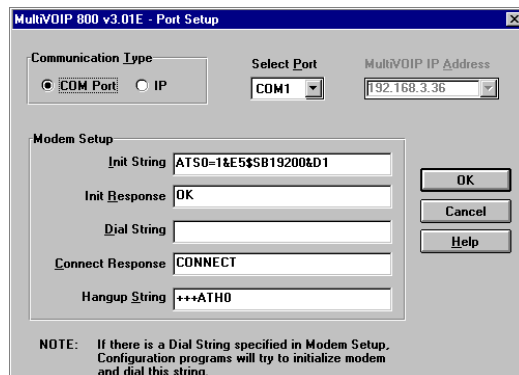 MultiVOIP 800 v3.01E - Port Setup
Communication Type
COM Port
IP
Select Port
COM1
MultiVOIP IP Address
192.168.3.36
Modem Setup
Init String
ATS0=1&E5$SB19200&D1
Init Response
OK
Dial String
Connect Response
CONNECT
Hangup String
+++ATH0
OK
Cancel
Help
NOTE: If there is a Dial String specified in Modem Setup,
Configuration programs will try to initialize modem
and dial this string.